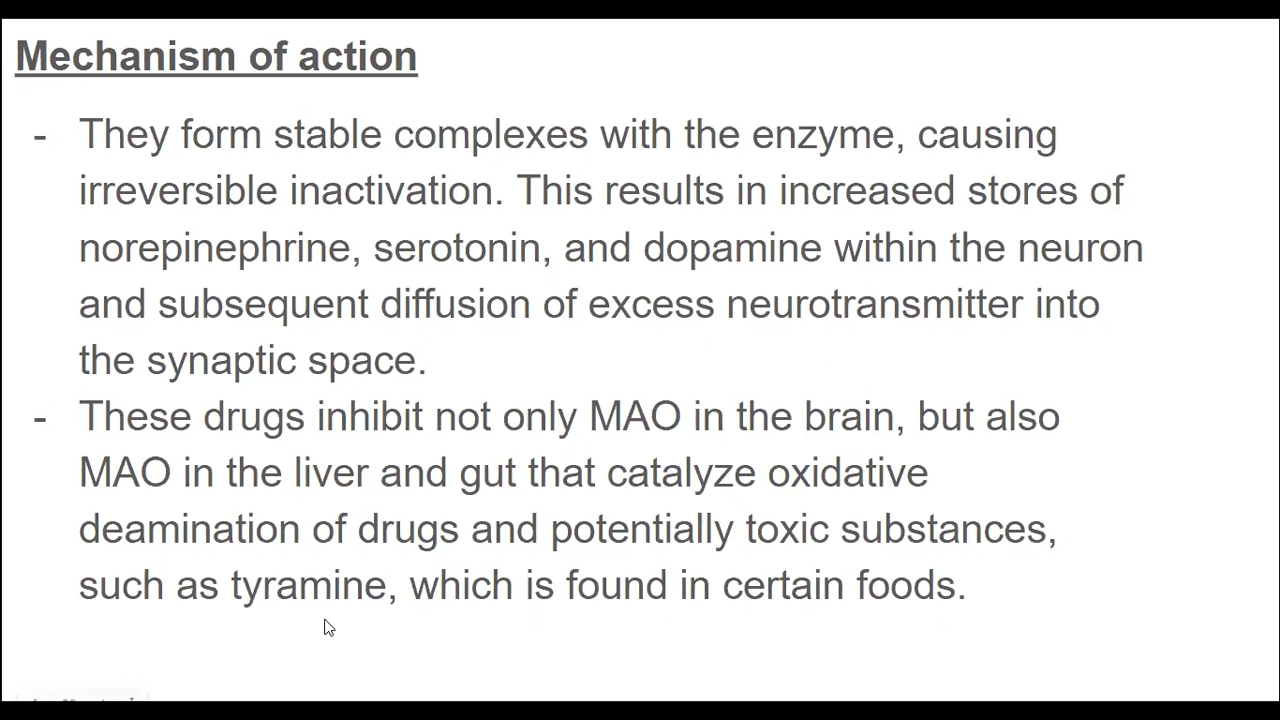 Mechanism of action
- They form stable complexes with the enzyme, causing
irreversible inactivation. This results in increased stores of
norepinephrine, serotonin, and dopamine within the neuron
and subsequent diffusion of excess neurotransmitter into
the synaptic space.
- These drugs inhibit not only MAO in the brain, but also
MAO in the liver and gut that catalyze oxidative
deamination of drugs and potentially toxic substances,
such as tyramine, which is found in certain foods.